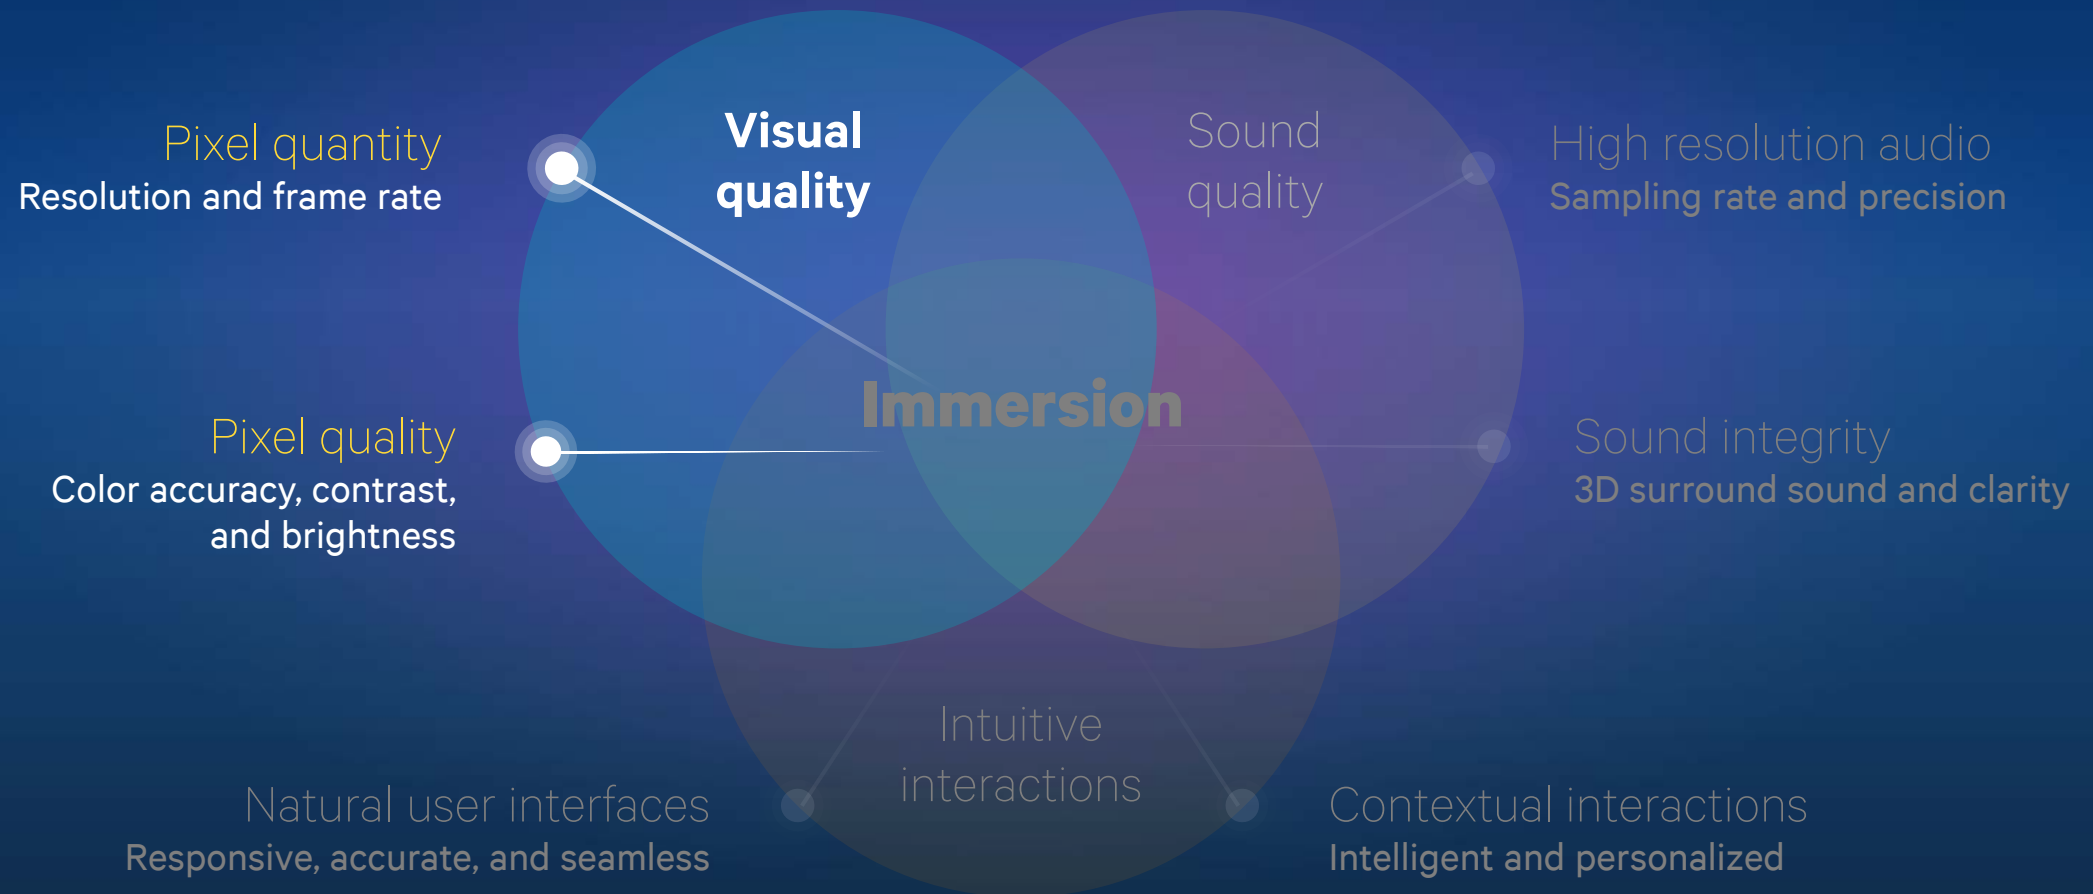 Pixel quantity
Resolution and frame rate
Visual
quality
Sound
quality
High resolution audio
Sampling rate and precision
Pixel quality
Color accuracy, contrast,
and brightness
Immersion
Sound integrity
3D surround sound and clarity
Intuitive
interactions
Natural user interfaces
Responsive, accurate, and seamless
Contextual interactions
Intelligent and personalized